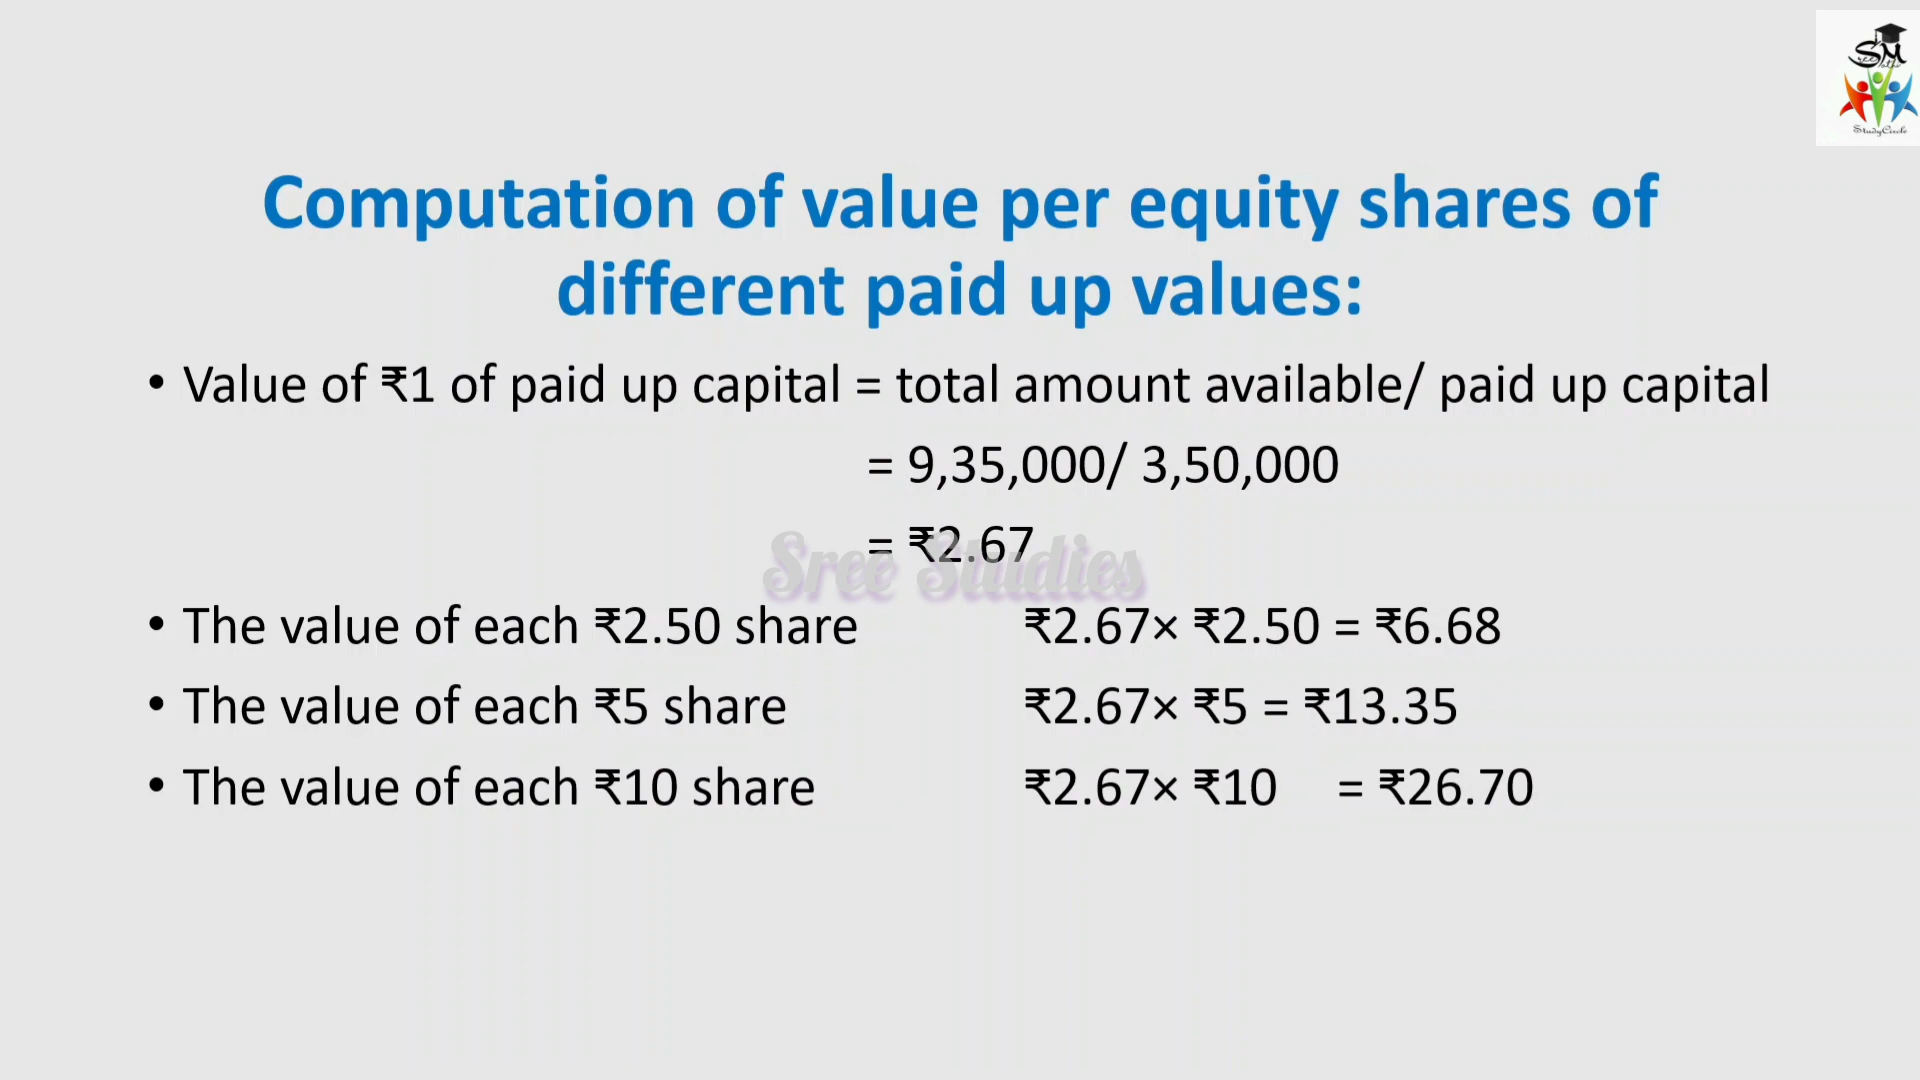 SM
StudyCircle
Computation of value per equity shares of
different paid up values:
• Value of ₹1 of paid up capital = total amount available/ paid up capital
= 9,35,000/ 3,50,000
= ₹2.67
Sree Studies
• The value of each ₹2.50 share ₹2.67× ₹2.50 = ₹6.68
• The value of each ₹5 share ₹2.67× ₹5 = ₹13.35
• The value of each ₹10 share ₹2.67× ₹10 = ₹26.70